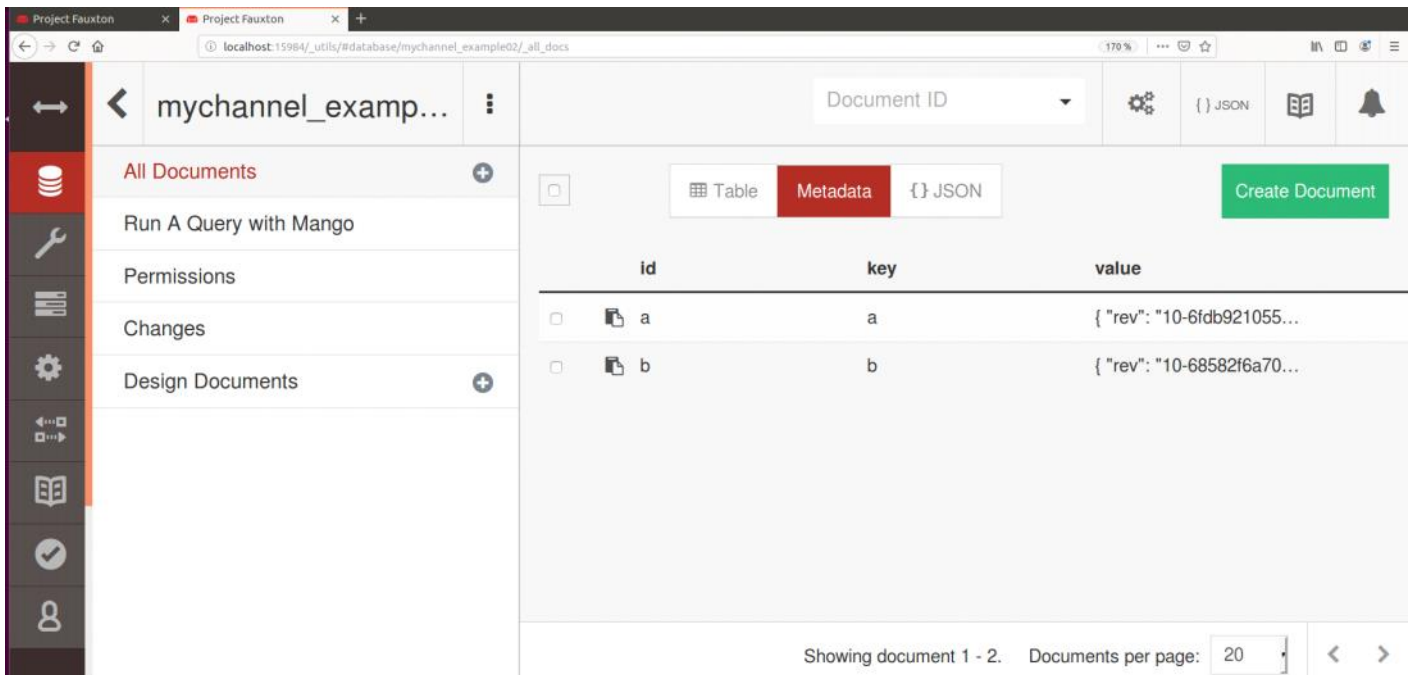 Project Fauxton
Project Fauxton
localhost:15984/_utils/#database/mychannel_example02/_all_docs
170 %
mychannel_examp...
Document ID
{ } JSON
All Documents
Run A Query with Mango
Permissions
Changes
Design Documents
Table
Metadata
{ } JSON
Create Document
id key value
a a { "rev": "10-6fdb921055...
b b { "rev": "10-68582f6a70...
Showing document 1 - 2. Documents per page: 20